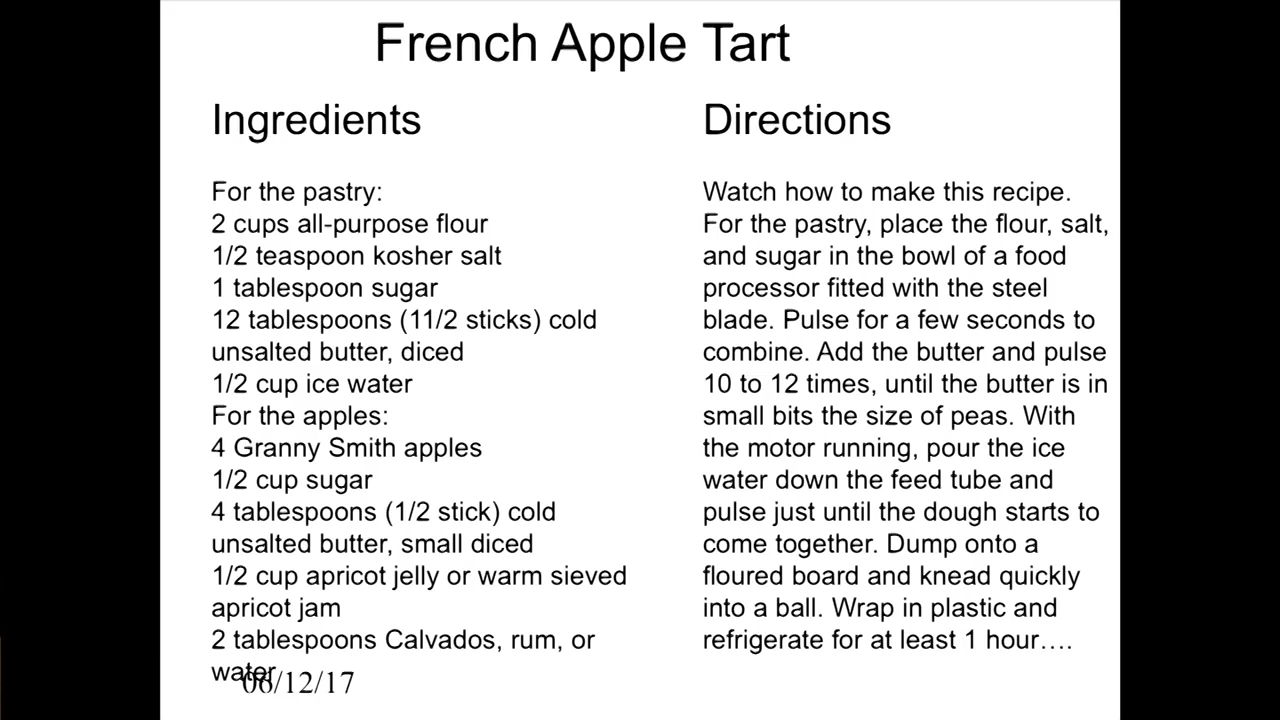 French Apple Tart
Ingredients
For the pastry:
2 cups all-purpose flour
1/2 teaspoon kosher salt
1 tablespoon sugar
12 tablespoons (11/2 sticks) cold
unsalted butter, diced
1/2 cup ice water
For the apples:
4 Granny Smith apples
1/2 cup sugar
4 tablespoons (1/2 stick) cold
unsalted butter, small diced
1/2 cup apricot jelly or warm sieved
apricot jam
2 tablespoons Calvados, rum, or
water
06/12/17
Directions
Watch how to make this recipe.
For the pastry, place the flour, salt,
and sugar in the bowl of a food
processor fitted with the steel
blade. Pulse for a few seconds to
combine. Add the butter and pulse
10 to 12 times, until the butter is in
small bits the size of peas. With
the motor running, pour the ice
water down the feed tube and
pulse just until the dough starts to
come together. Dump onto a
floured board and knead quickly
into a ball. Wrap in plastic and
refrigerate for at least 1 hour….